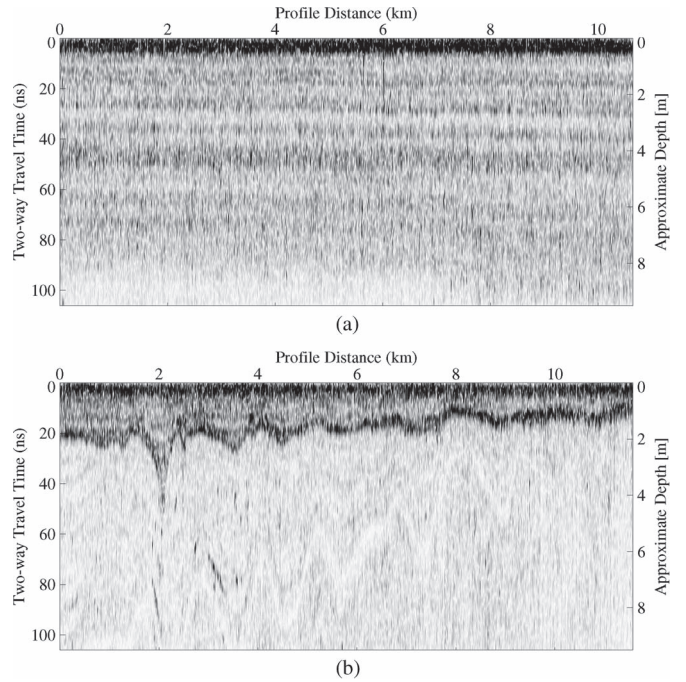 Profile Distance (km)
0 2 4 6 8 10
0 20 40 60 80 100
Two-way Travel Time (ns)
0 2 4 6 8
Approximate Depth [m]
(a)
Profile Distance (km)
0 2 4 6 8 10
0 20 40 60 80 100
Two-way Travel Time (ns)
0 2 4 6 8
Approximate Depth [m]
(b)